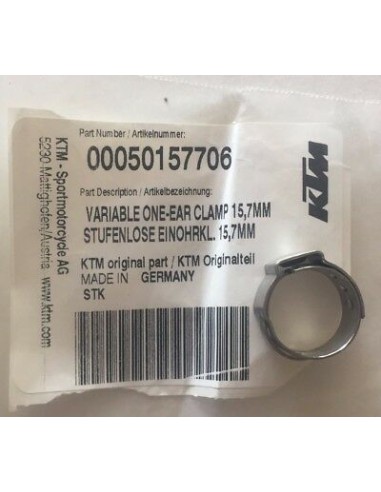 Part Number / Artikelnummer:
00050157706
Part Description / Artikelbezeichnung:
VARIABLE ONE-EAR CLAMP 15,7MM
STUFENLOSE EINOHRKL. 15,7MM
KTM original part / KTM Originalteil
MADE IN GERMANY
STK
KTM
KTM - Sportmotorcycle AG
5230 Mattighofen/Austria www.ktm.com